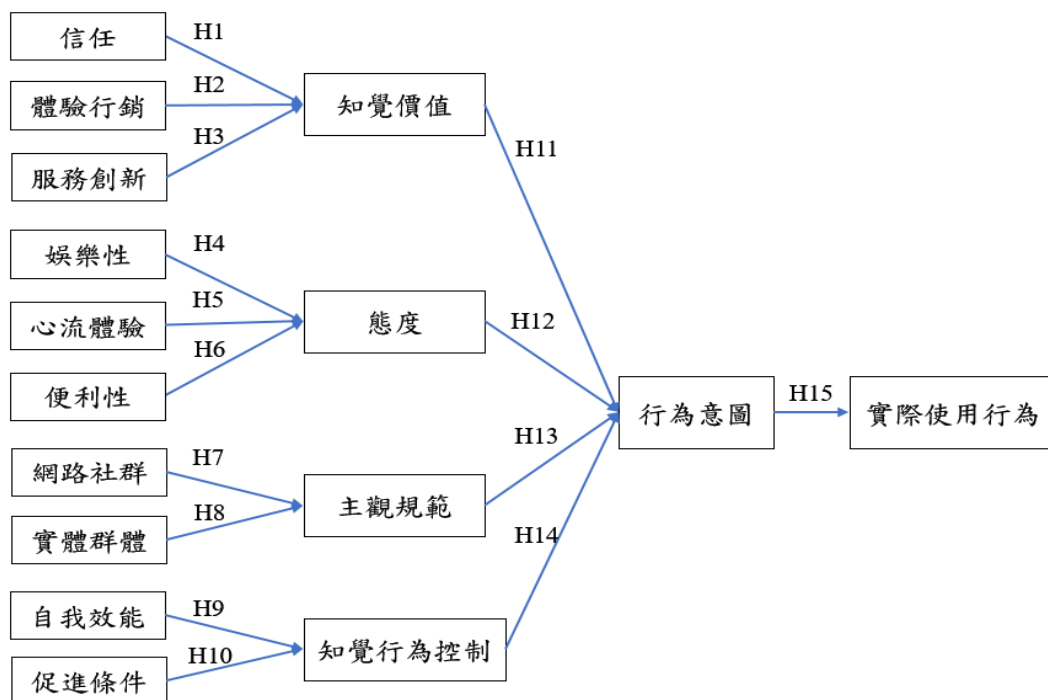 信任
H1
體驗行銷
H2
服務創新
H3
知覺價值
H11
娛樂性
H4
心流體驗
H5
便利性
H6
態度
H12
網路社群
H7
實體群體
H8
主觀規範
H13
自我效能
H9
促進條件
H10
知覺行為控制
H14
行為意圖
H15
實際使用行為